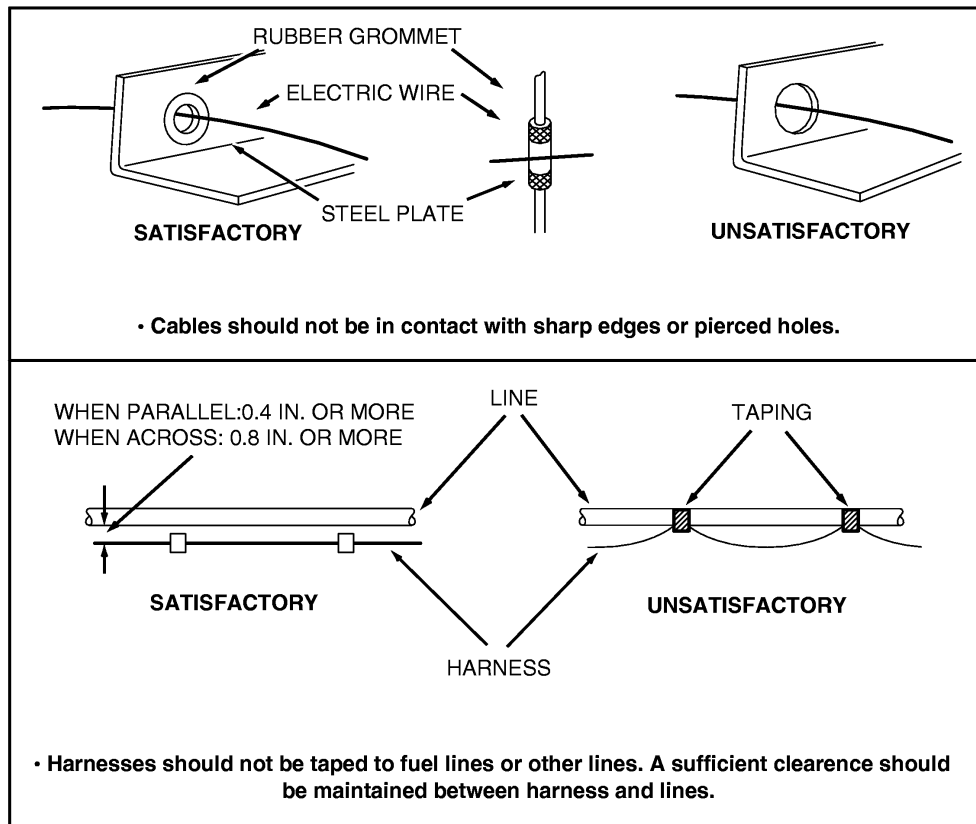 RUBBER GROMMET
ELECTRIC WIRE
STEEL PLATE
SATISFACTORY
UNSATISFACTORY
• Cables should not be in contact with sharp edges or pierced holes.
WHEN PARALLEL:0.4 IN. OR MORE
WHEN ACROSS: 0.8 IN. OR MORE
LINE
TAPING
SATISFACTORY
UNSATISFACTORY
HARNESS
• Harnesses should not be taped to fuel lines or other lines. A sufficient clearence should
be maintained between harness and lines.